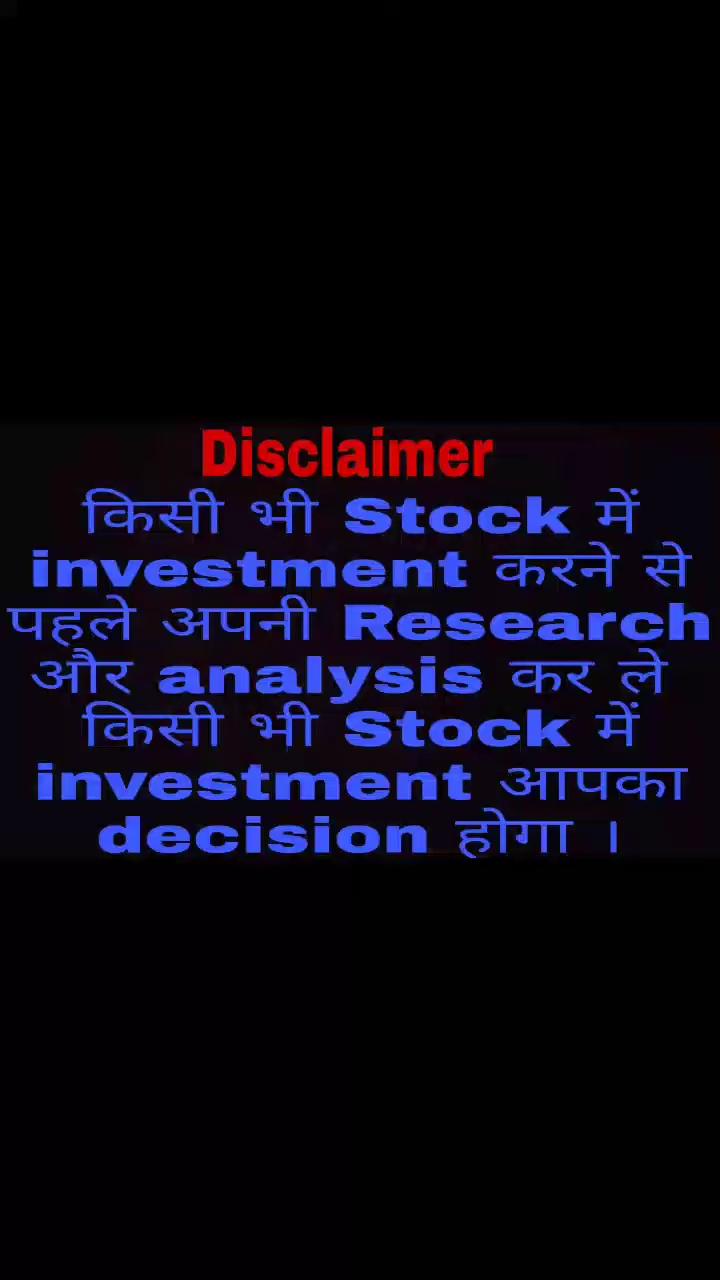 Disclaimer
किसी भी Stock में
investment करने से
पहले अपनी Research
और analysis कर ले
किसी भी Stock में
investment आपका
decision होगा ।